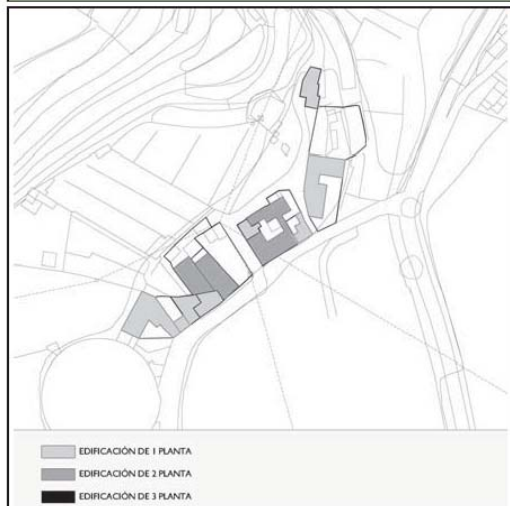 EDIFICACIÓN DE 1 PLANTA
EDIFICACIÓN DE 2 PLANTA
EDIFICACIÓN DE 3 PLANTA